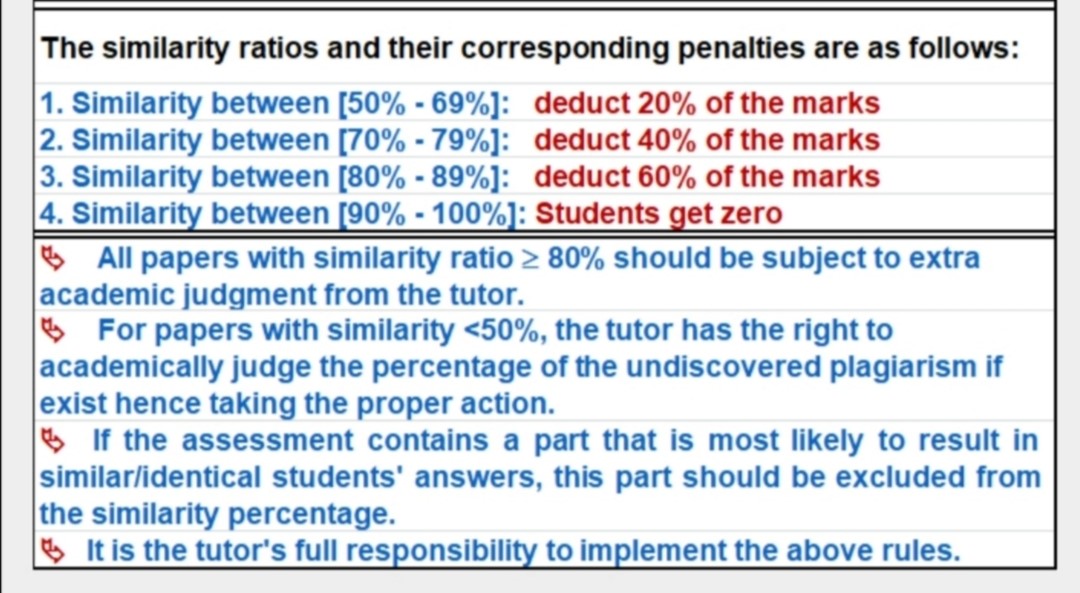 The similarity ratios and their corresponding penalties are as follows:
1. Similarity between [50% - 69%]: deduct 20% of the marks
2. Similarity between [70% - 79%]: deduct 40% of the marks
3. Similarity between [80% - 89%]: deduct 60% of the marks
4. Similarity between [90% - 100%]: Students get zero
All papers with similarity ratio ≥ 80% should be subject to extra
academic judgment from the tutor.
For papers with similarity <50%, the tutor has the right to
academically judge the percentage of the undiscovered plagiarism if
exist hence taking the proper action.
If the assessment contains a part that is most likely to result in
similar/identical students' answers, this part should be excluded from
the similarity percentage.
It is the tutor's full responsibility to implement the above rules.